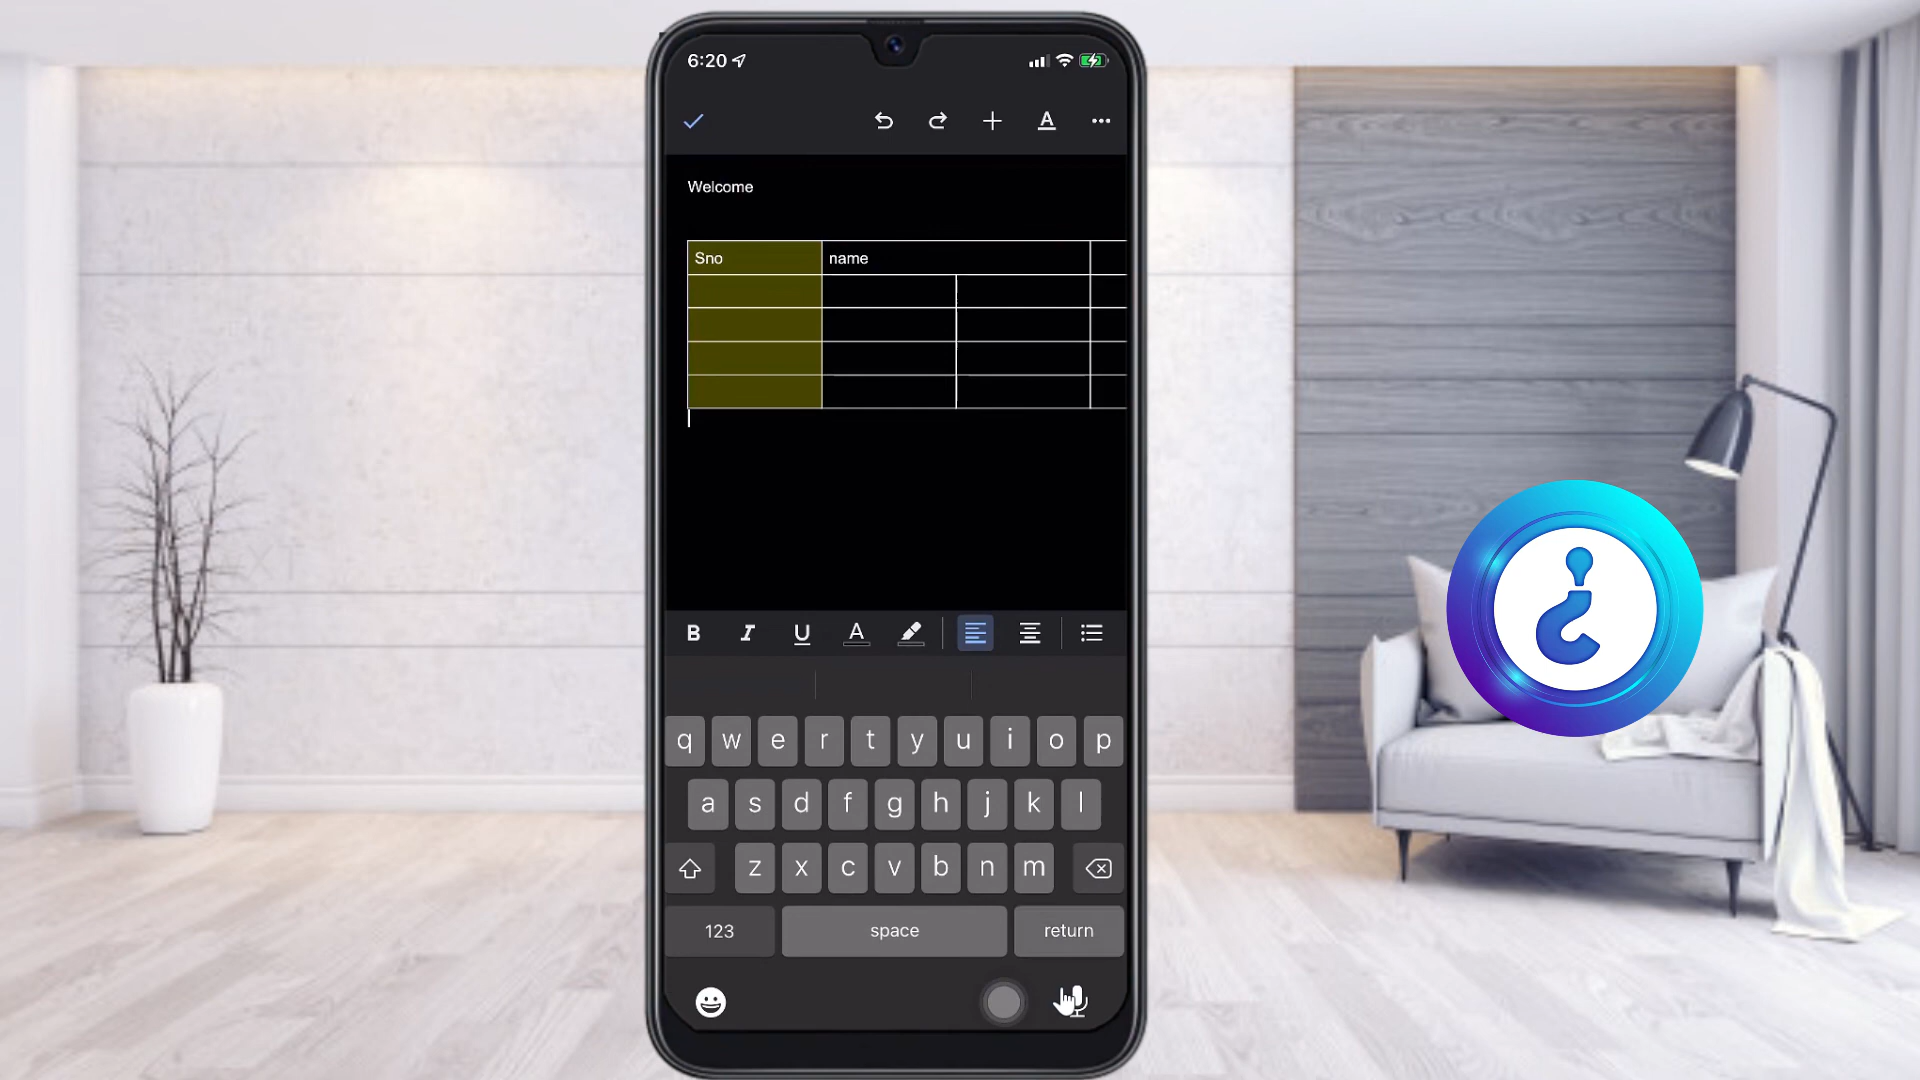 6:20
Welcome
Sno name
B I U A
q w e r t y u i o p
a s d f g h j k l
z x c v b n m
123 space return